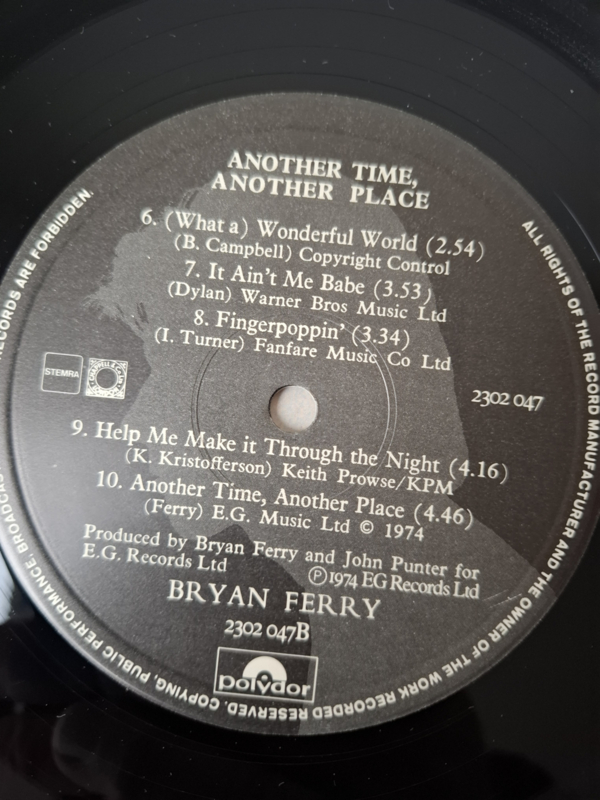 ANOTHER TIME,
ANOTHER PLACE
6. (What a) Wonderful World (2.54)
(B. Campbell) Copyright Control
7. It Ain't Me Babe (3.53)
(Dylan) Warner Bros Music Ltd
8. Fingerpoppin' (3.34)
(I. Turner) Fanfare Music Co Ltd
STEMRA
2302 047
9. Help Me Make it Through the Night (4.16)
(K. Kristofferson) Keith Prowse/KPM
10. Another Time, Another Place (4.46)
(Ferry) E.G. Music Ltd © 1974
Produced by Bryan Ferry and John Punter for
E.G. Records Ltd
Ⓟ1974 EG Records Ltd
BRYAN FERRY
2302 047B
polydor
ALL RIGHTS OF THE RECORD MANUFACTURER AND THE OWNER OF THE WORK RECORDED RESERVED. COPYING, PUBLIC PERFORMANCE, BROADCAS RECORDS ARE FORBIDDEN.